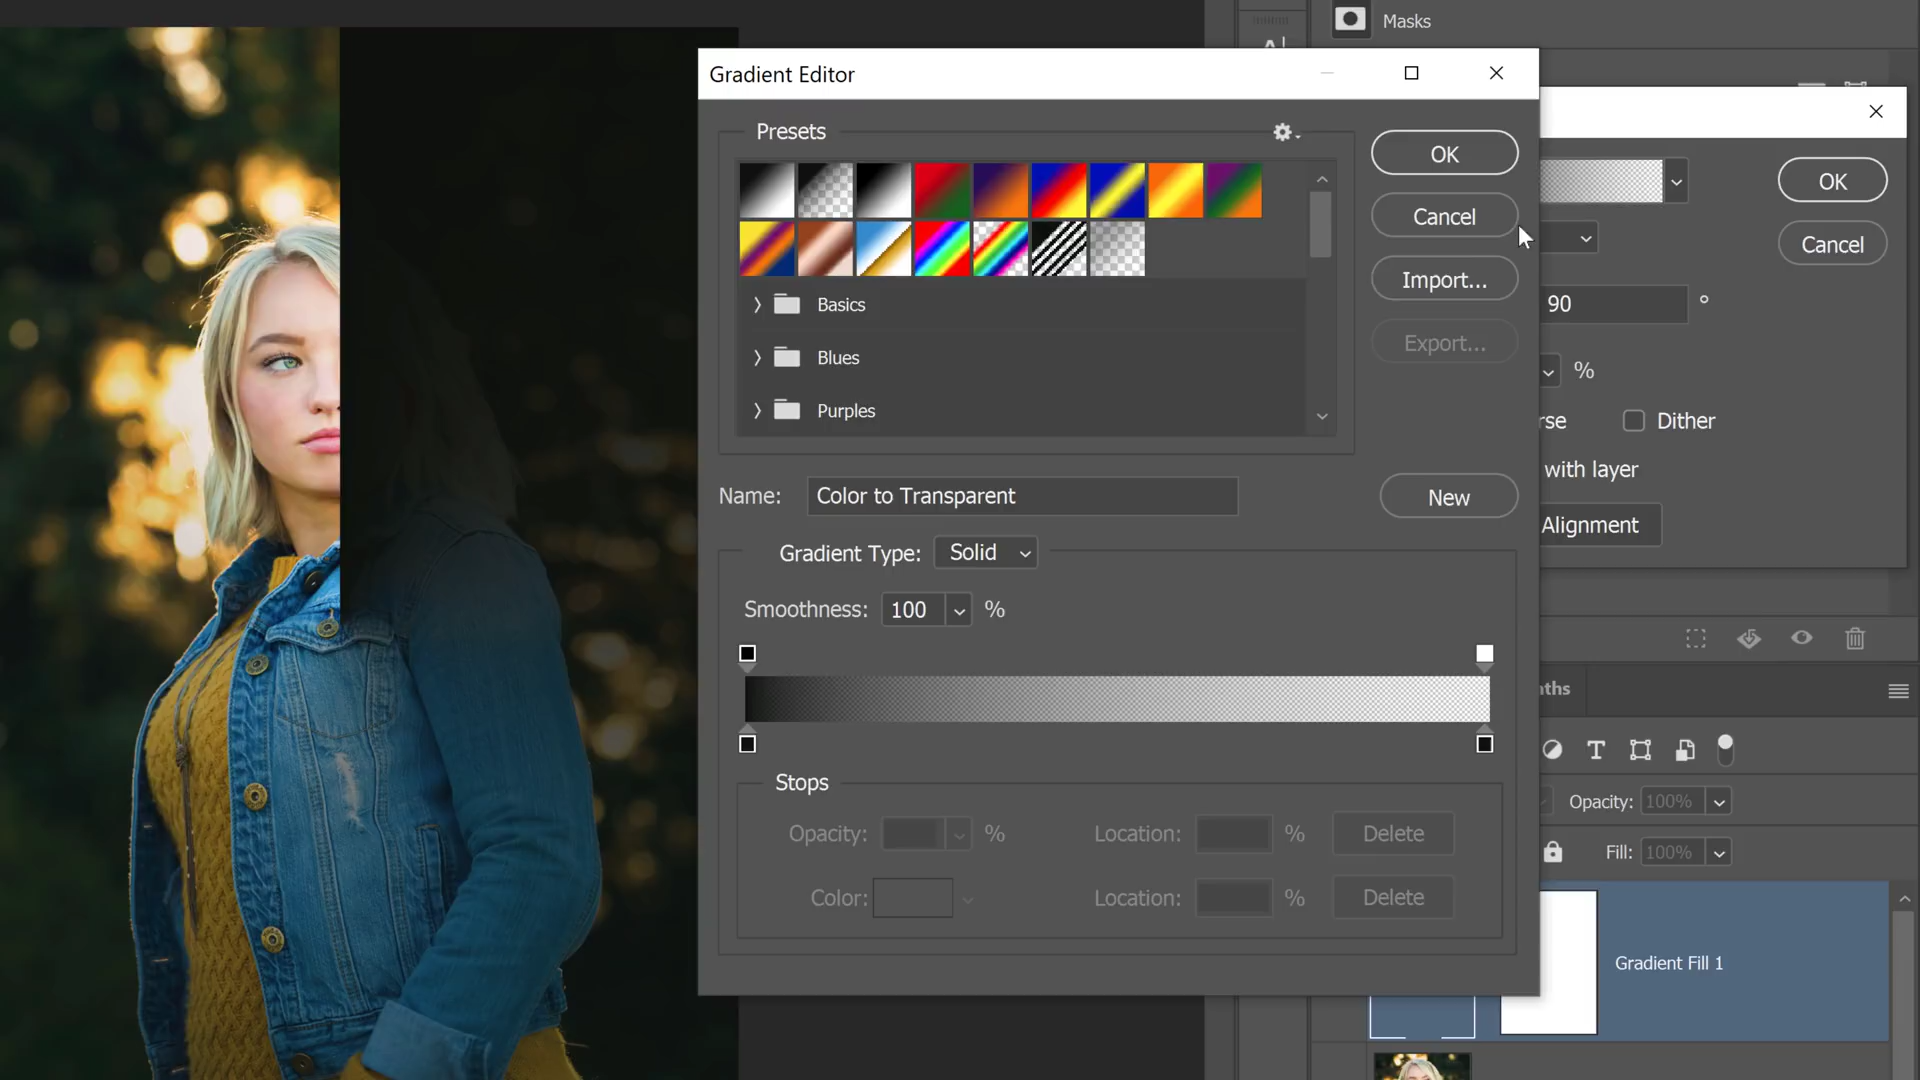 Masks
Gradient Editor
Presets
OK
Cancel
Import...
Export...
Basics
Blues
Purples
Name: Color to Transparent
New
Gradient Type: Solid
Smoothness: 100 %
Stops
Opacity: %
Location: %
Delete
Color:
Location: %
Delete
OK
Cancel
90 °
%
rse
Dither
with layer
Alignment
ths
Opacity: 100%
Fill: 100%
Gradient Fill 1